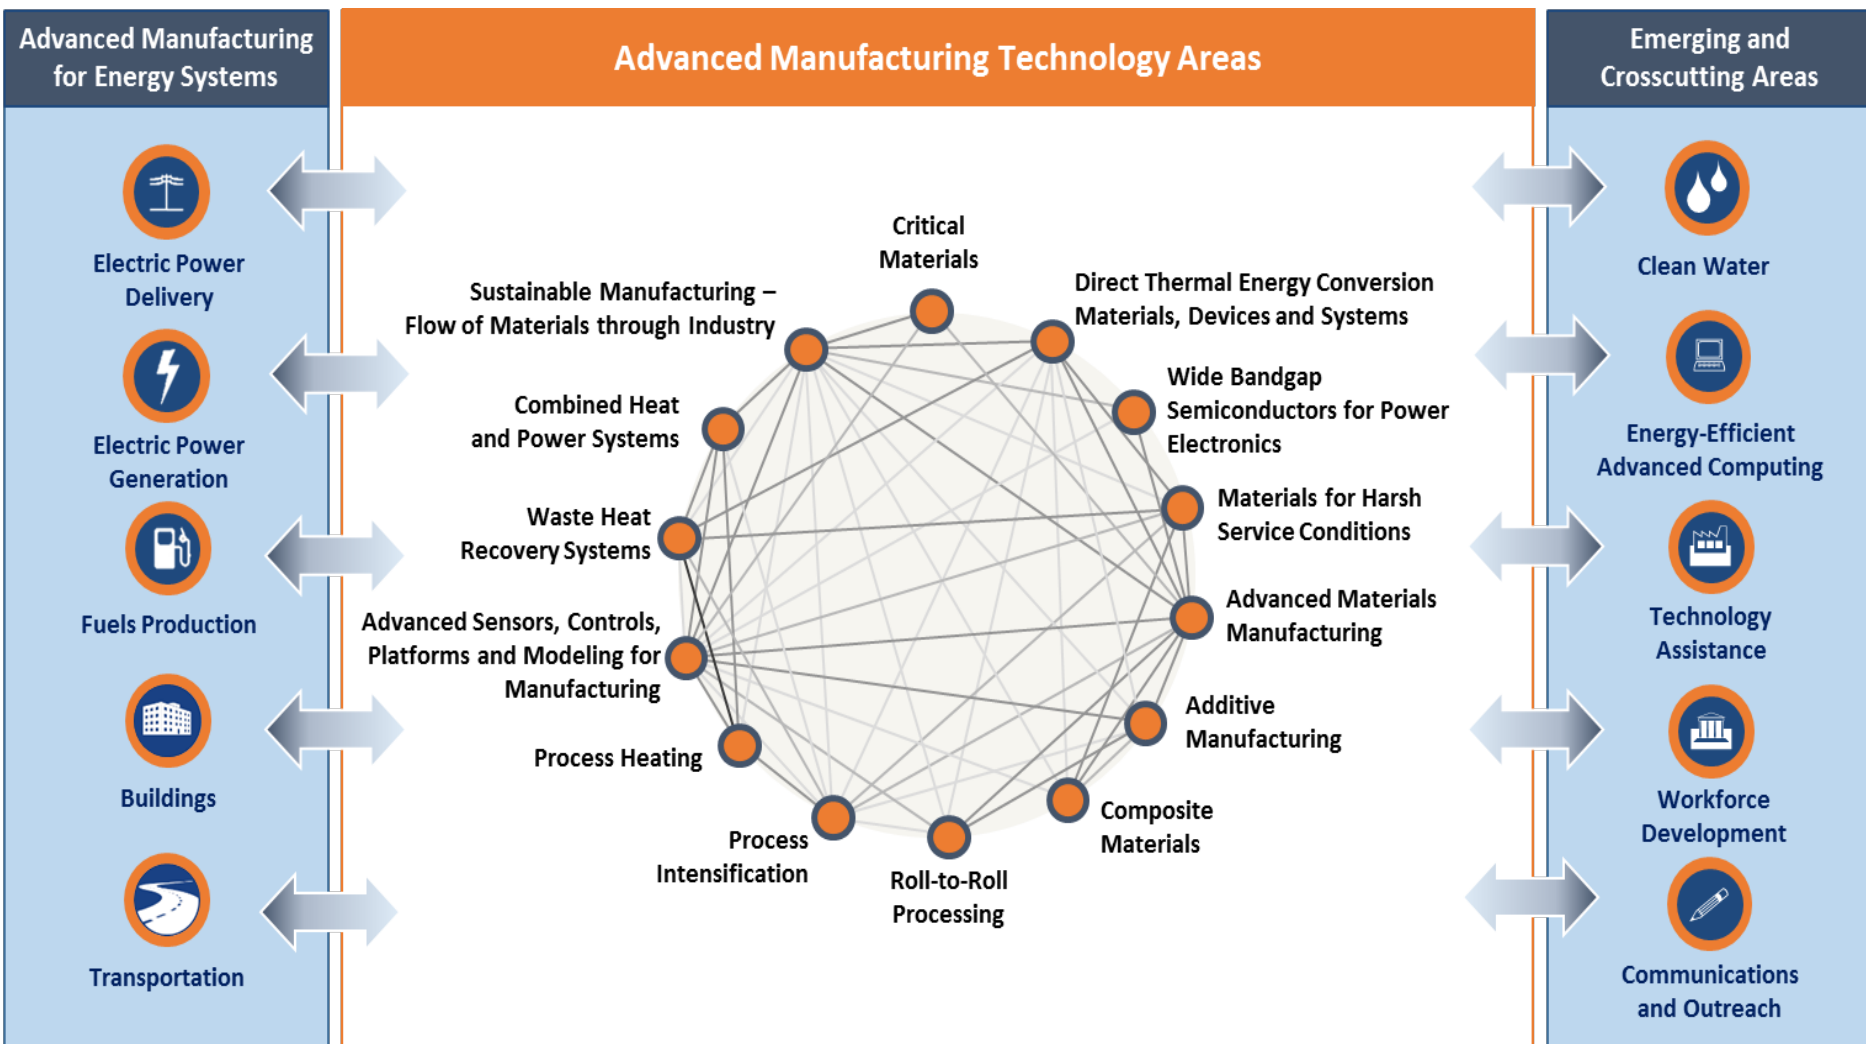 Advanced Manufacturing
for Energy Systems
Electric Power
Delivery
Electric Power
Generation
Fuels Production
Buildings
Transportation
Advanced Manufacturing Technology Areas
Critical
Materials
Direct Thermal Energy Conversion
Materials, Devices and Systems
Wide Bandgap
Semiconductors for Power
Electronics
Materials for Harsh
Service Conditions
Advanced Materials
Manufacturing
Additive
Manufacturing
Composite
Materials
Roll-to-Roll
Processing
Process
Intensification
Process Heating
Advanced Sensors, Controls,
Platforms and Modeling for
Manufacturing
Waste Heat
Recovery Systems
Combined Heat
and Power Systems
Sustainable Manufacturing –
Flow of Materials through Industry
Emerging and
Crosscutting Areas
Clean Water
Energy-Efficient
Advanced Computing
Technology
Assistance
Workforce
Development
Communications
and Outreach